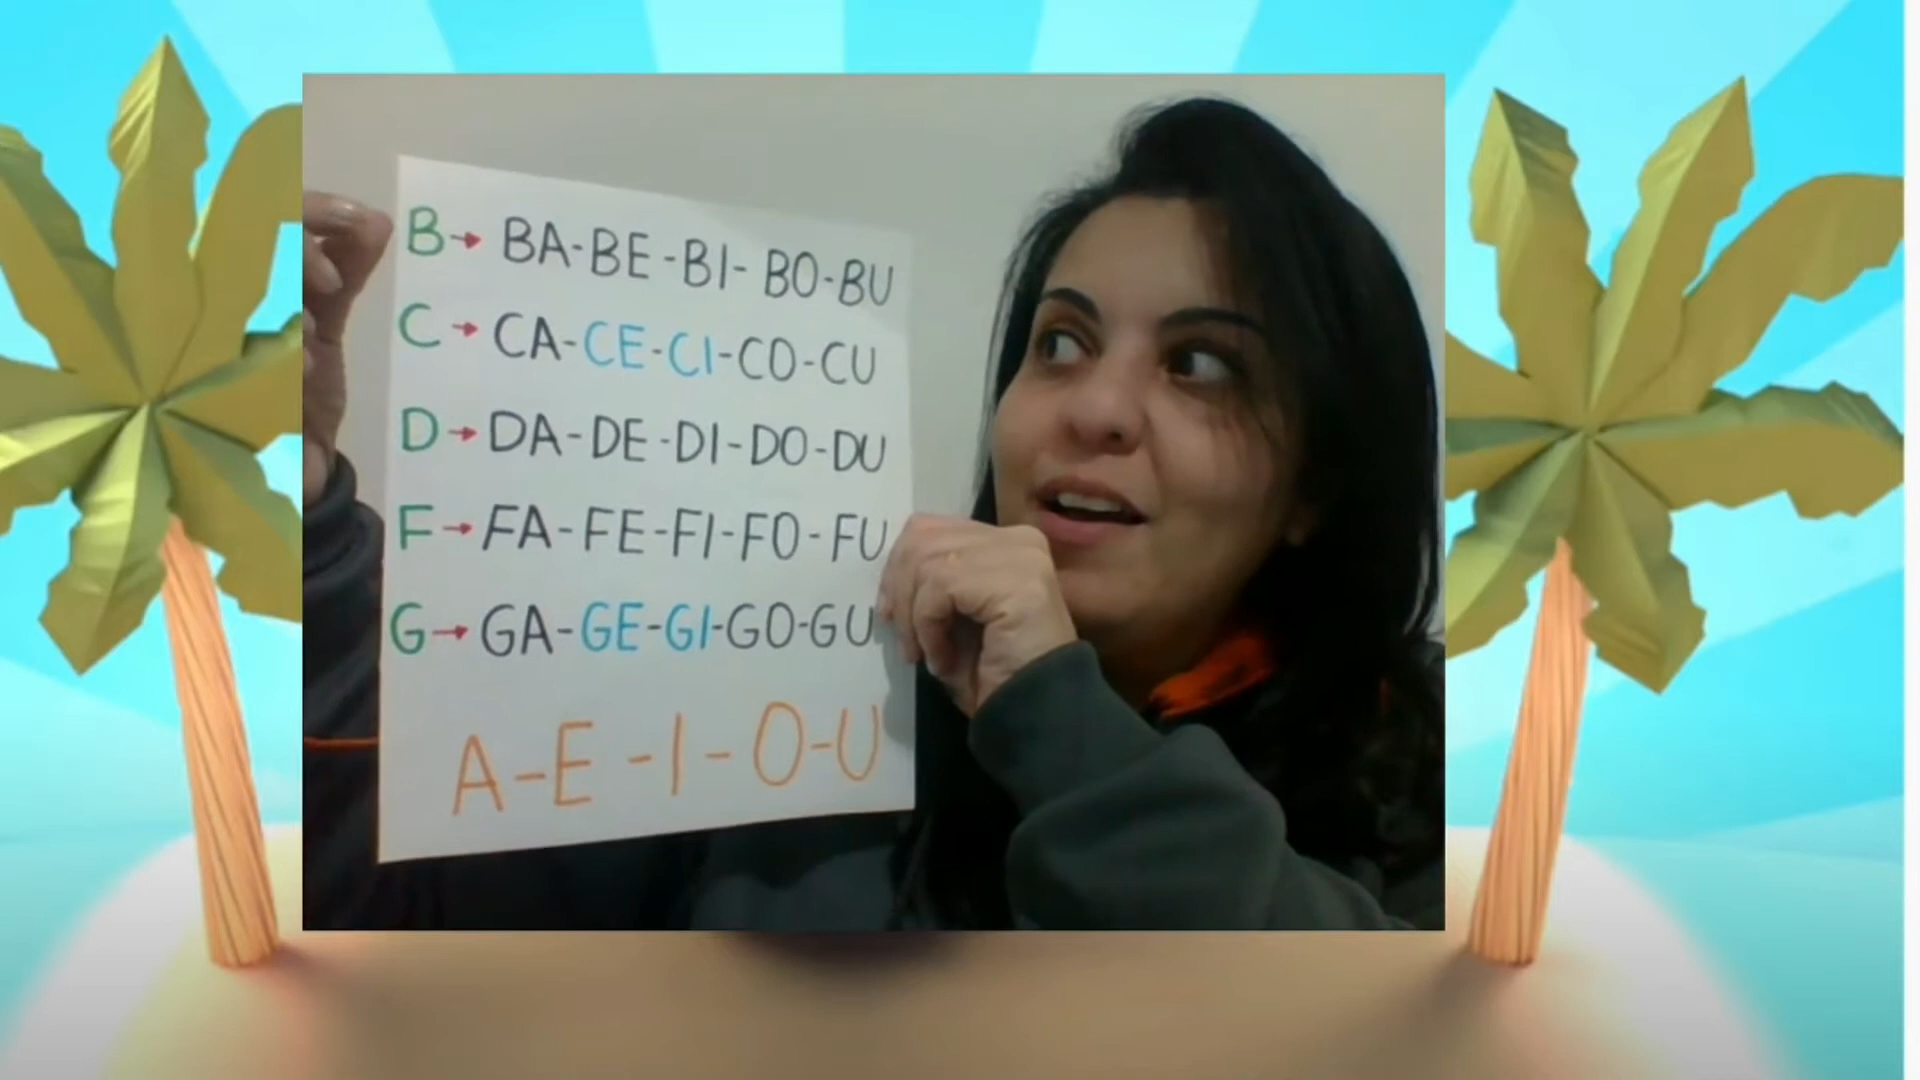 B→ BA-BE-BI-BO-BU
C→ CA-CE-CI-CO-CU
D→ DA-DE-DI-DO-DU
F→ FA-FE-FI-FO-FU
G→ GA-GE-GI-GO-GU
A-E-I-O-U